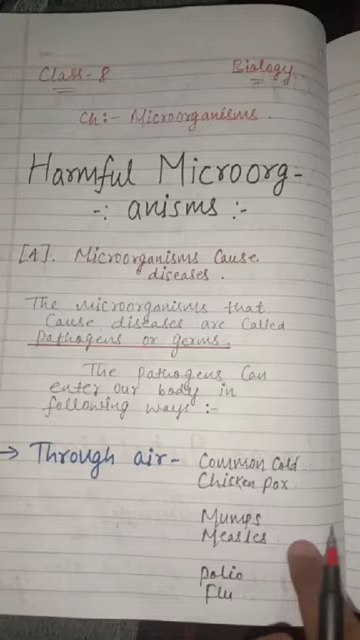 Class-8
Biology
Ch:- Microorganisms.
Harmful Microorg-
-: anisms :-
[A]. Microorganisms Cause
diseases.
The microorganisms that
Cause diseases are called
pathogens or germs.
The pathogens Can
enter our body in
following ways :-
→ Through air- Common Cold
Chicken pox
Mumps
Measles
polio
Flu